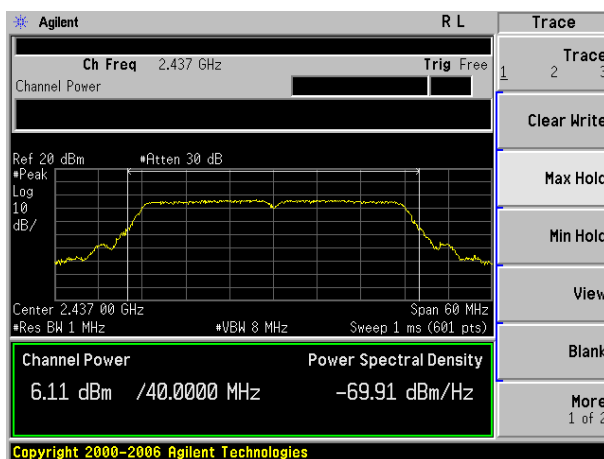 Agilent R L Trace
Ch Freq 2.437 GHz Trig Free
Channel Power
Trace
1 2 3
Clear Write
Max Hold
Min Hold
View
Blank
More
1 of 2
Ref 20 dBm #Atten 30 dB
#Peak
Log
10
dB/
Center 2.437 00 GHz Span 60 MHz
#Res BW 1 MHz #VBW 8 MHz Sweep 1 ms (601 pts)
Channel Power Power Spectral Density
6.11 dBm /40.0000 MHz -69.91 dBm/Hz
Copyright 2000-2006 Agilent Technologies